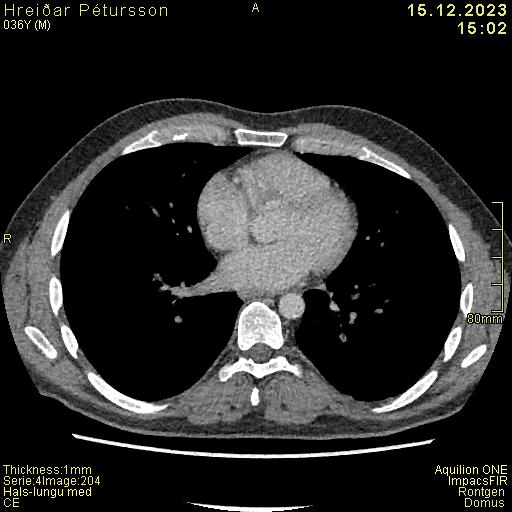 Hreiðar Pétursson
036Y (M)
A
15.12.2023
15:02
R
80mm
Thickness:1mm
Serie:4Image:204
Hals-lungu med
CE
Aquilion ONE
ImpacsFIR
Rontgen
Domus